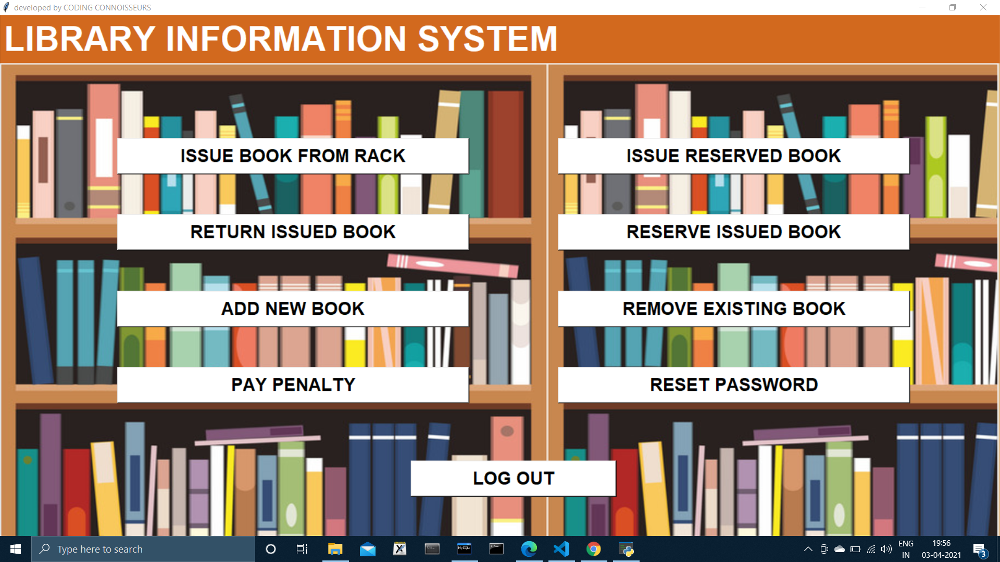 developed by CODING CONNOISSEURS
LIBRARY INFORMATION SYSTEM
ISSUE BOOK FROM RACK
ISSUE RESERVED BOOK
RETURN ISSUED BOOK
RESERVE ISSUED BOOK
ADD NEW BOOK
REMOVE EXISTING BOOK
PAY PENALTY
RESET PASSWORD
LOG OUT
Type here to search
ENG
IN
19:56
03-04-2021
3